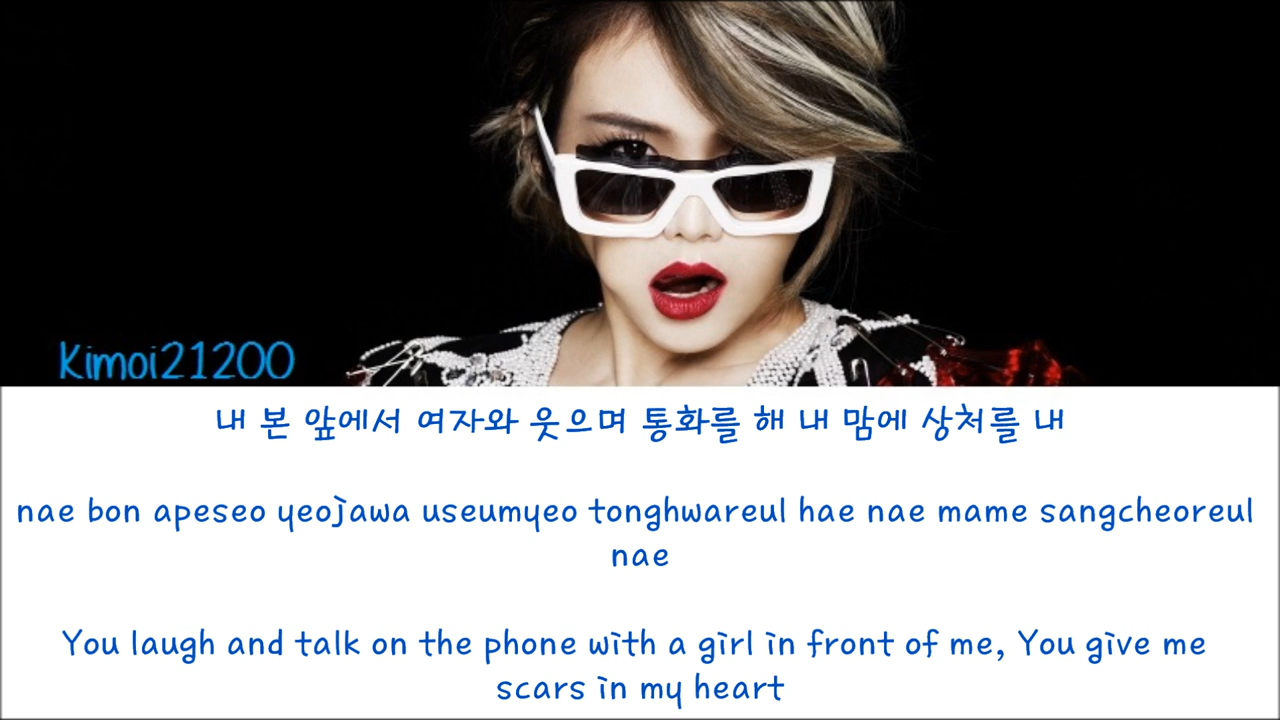 Kimoi21200
내 본 앞에서 여자와 웃으며 통화를 해 내 맘에 상처를 내
nae bon apeseo yeojawa useumyeo tonghwareul hae nae mame sangcheoreul
nae
You laugh and talk on the phone with a girl in front of me, You give me
scars in my heart